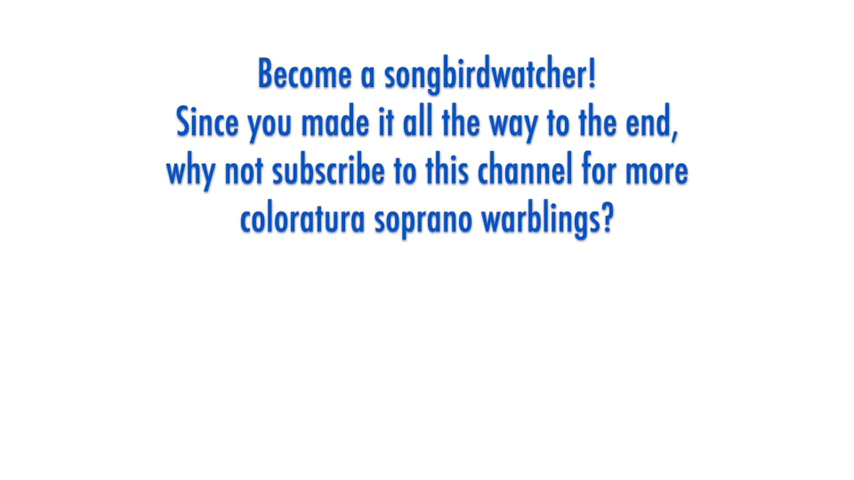 Become a songbirdwatcher!
Since you made it all the way to the end,
why not subscribe to this channel for more
coloratura soprano warblings?